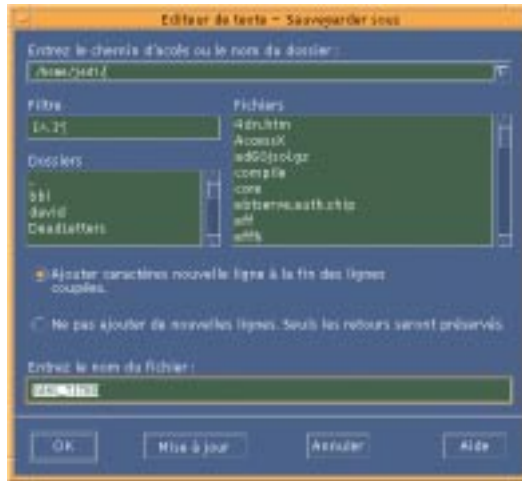 Editeur de texte – Sauvegarder sous
Entrez le chemin d'accès ou le nom du dossier :
Filtre
Fichiers
[^.]*
4dn.htm
AccessX
compile
core
eff
Dossiers
..
bbl
david
DeadLetters
Ajouter caractères nouvelle ligne à la fin des lignes
coupées.
Ne pas ajouter de nouvelles lignes. Seuls les retours seront préservés
Entrez le nom du fichier :
OK
Mise à jour
Annuler
Aide